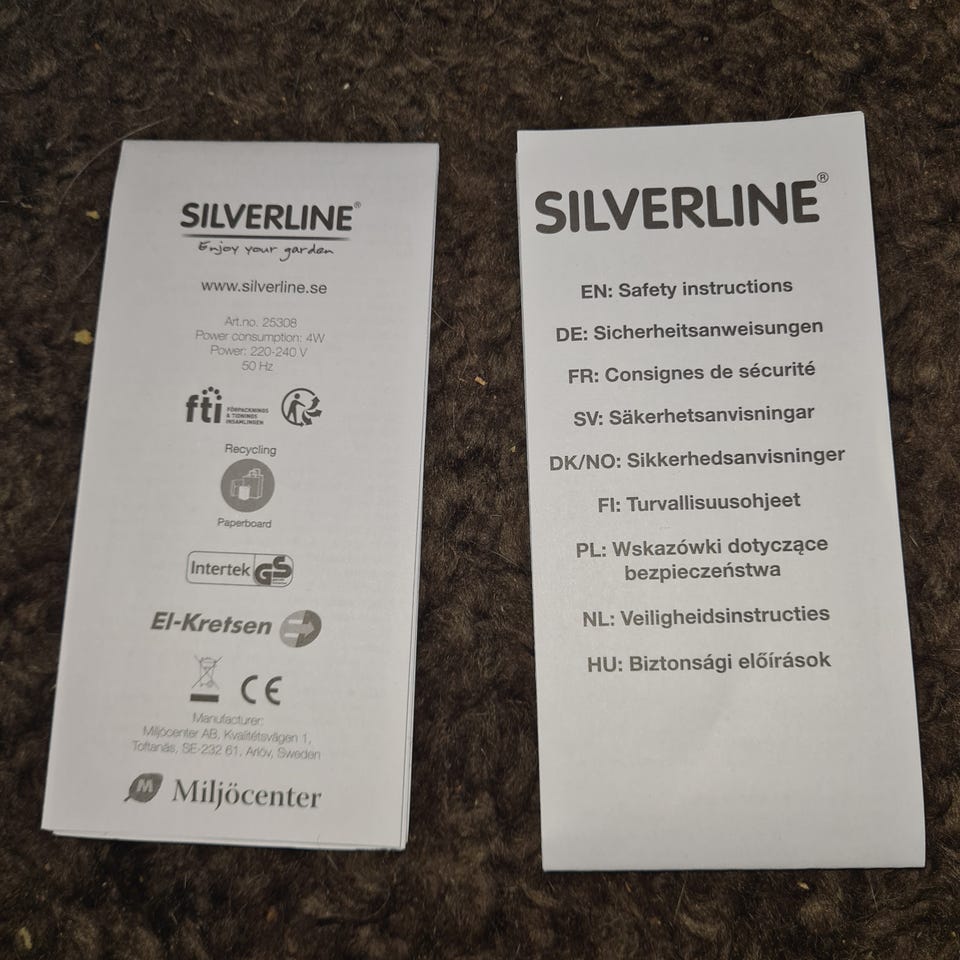 SILVERLINE®
Enjoy your garden
www.silverline.se
Art.no. 25308
Power consumption: 4W
Power: 220-240 V
50 Hz
fti
FÖRPACKNINGS
& TIDNINGS
INSAMLINGEN
Recycling
Paperboard
Intertek GS
El-Kretsen
CE
Manufacturer:
Miljöcenter AB, Kvalitétsvägen 1,
Toftanäs, SE-232 61, Arlöv, Sweden
M Miljöcenter
SILVERLINE®
EN: Safety instructions
DE: Sicherheitsanweisungen
FR: Consignes de sécurité
SV: Säkerhetsanvisningar
DK/NO: Sikkerhedsanvisninger
FI: Turvallisuusohjeet
PL: Wskazówki dotyczące
bezpieczeństwa
NL: Veiligheidsinstructies
HU: Biztonsági előírások